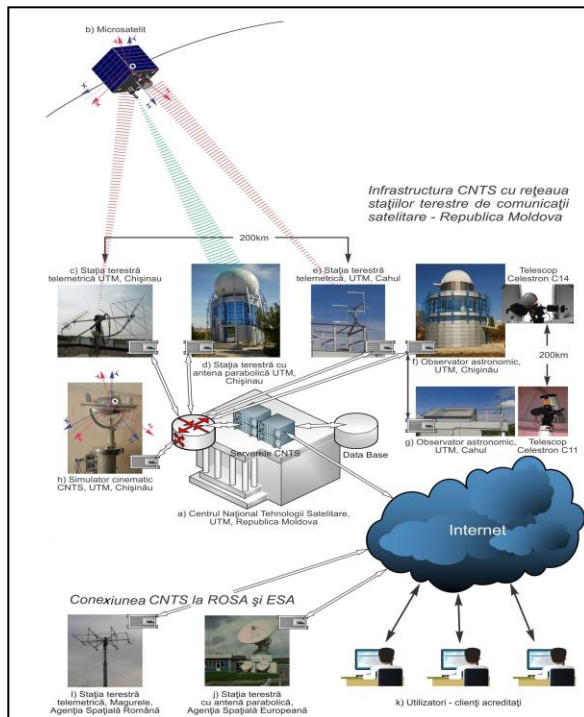 b) Microsatelit
Infrastructura CNTS cu rețeaua
stațiilor terestre de comunicații
satelitare - Republica Moldova
200km
c) Stația terestră
telemetrică UTM, Chișinau
e) Stația terestră
telemetrică, UTM, Cahul
Telescop
Celestron C14
d) Stația terestră cu
antena parabolică UTM,
Chișinau
f) Observator astronomic,
UTM, Chișinău
200km
g) Observator astronomic,
UTM, Cahul
Telescop
Celestron C11
h) Simulator cinematic
CNTS, UTM, Chișinău
Serverele CNTS
Data Base
a) Centrul Național Tehnologii Satelitare,
UTM, Republica Moldova
Internet
Conexiunea CNTS la ROSA și ESA
l) Stația terestră
telemetrică, Magurele,
Agenția Spațială Română
j) Stația terestră
cu antenă parabolică,
Agenția Spațială Europeană
k) Utilizatori - clienți acreditați